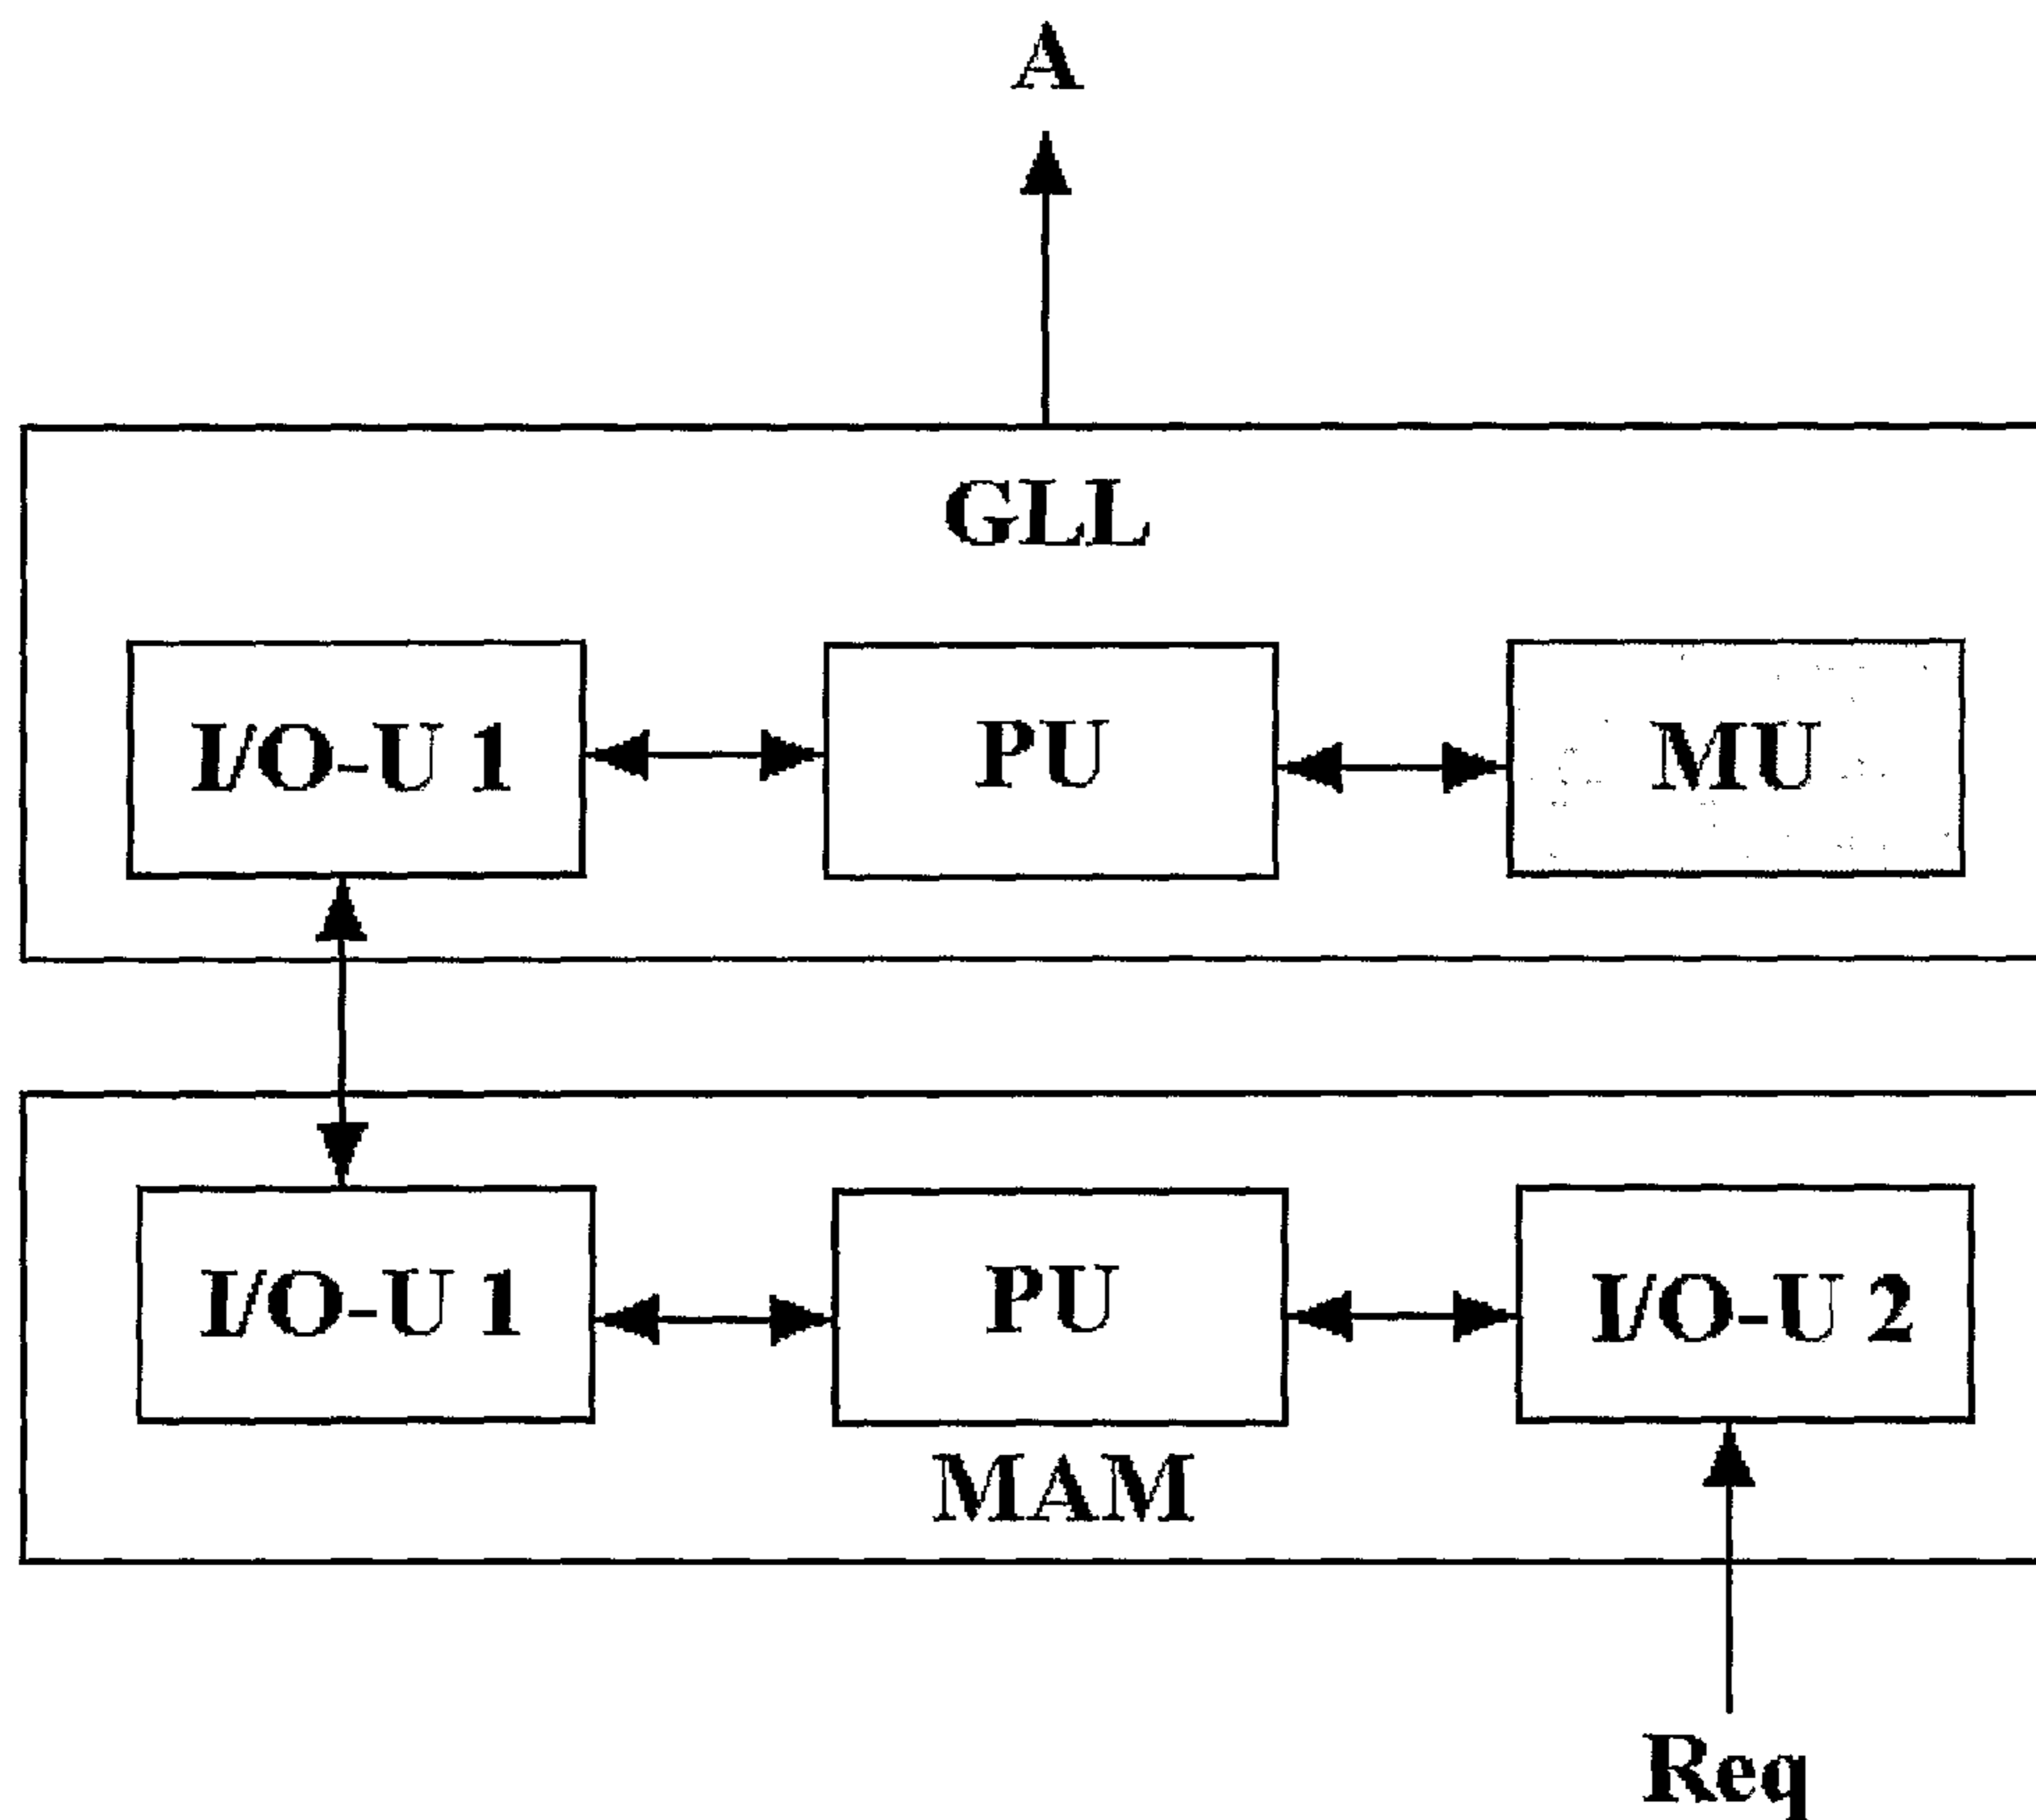 A
GLL
I/O-U 1
PU
MU
I/O-U 1
PU
I/O-U 2
MAM
Req